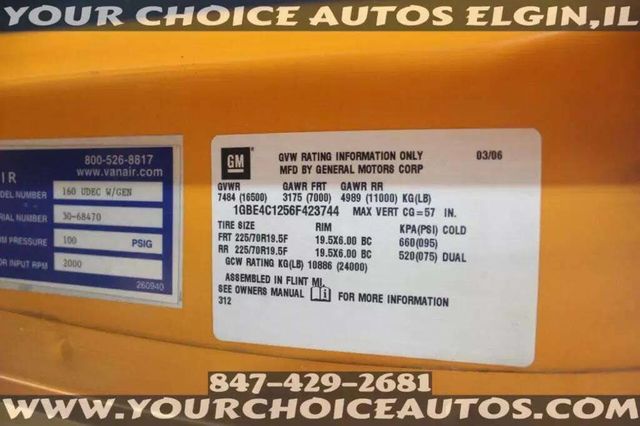 YOUR CHOICE AUTOS ELGIN,IL
800-526-8817
www.vanair.com
IR
ODEL NUMBER 160 UDEC W/GEN
ERIAL NUMBER 30-68470
UM PRESSURE 100 PSIG
OR INPUT RPM 2000
260940
GM
GVW RATING INFORMATION ONLY 03/06
MFD BY GENERAL MOTORS CORP
GVWR GAWR FRT GAWR RR
7484 (16500) 3175 (7000) 4989 (11000) KG(LB)
1GBE4C1256F423744 MAX VERT CG=57 IN.
TIRE SIZE RIM KPA(PSI) COLD
FRT 225/70R19.5F 19.5X6.00 BC 660(095)
RR 225/70R19.5F 19.5X6.00 BC 520(075) DUAL
GCW RATING KG(LB) 10886 (24000)
ASSEMBLED IN FLINT MI.
SEE OWNERS MANUAL i FOR MORE INFORMATION
312
847-429-2681
WWW.YOURCHOICEAUTOS.COM